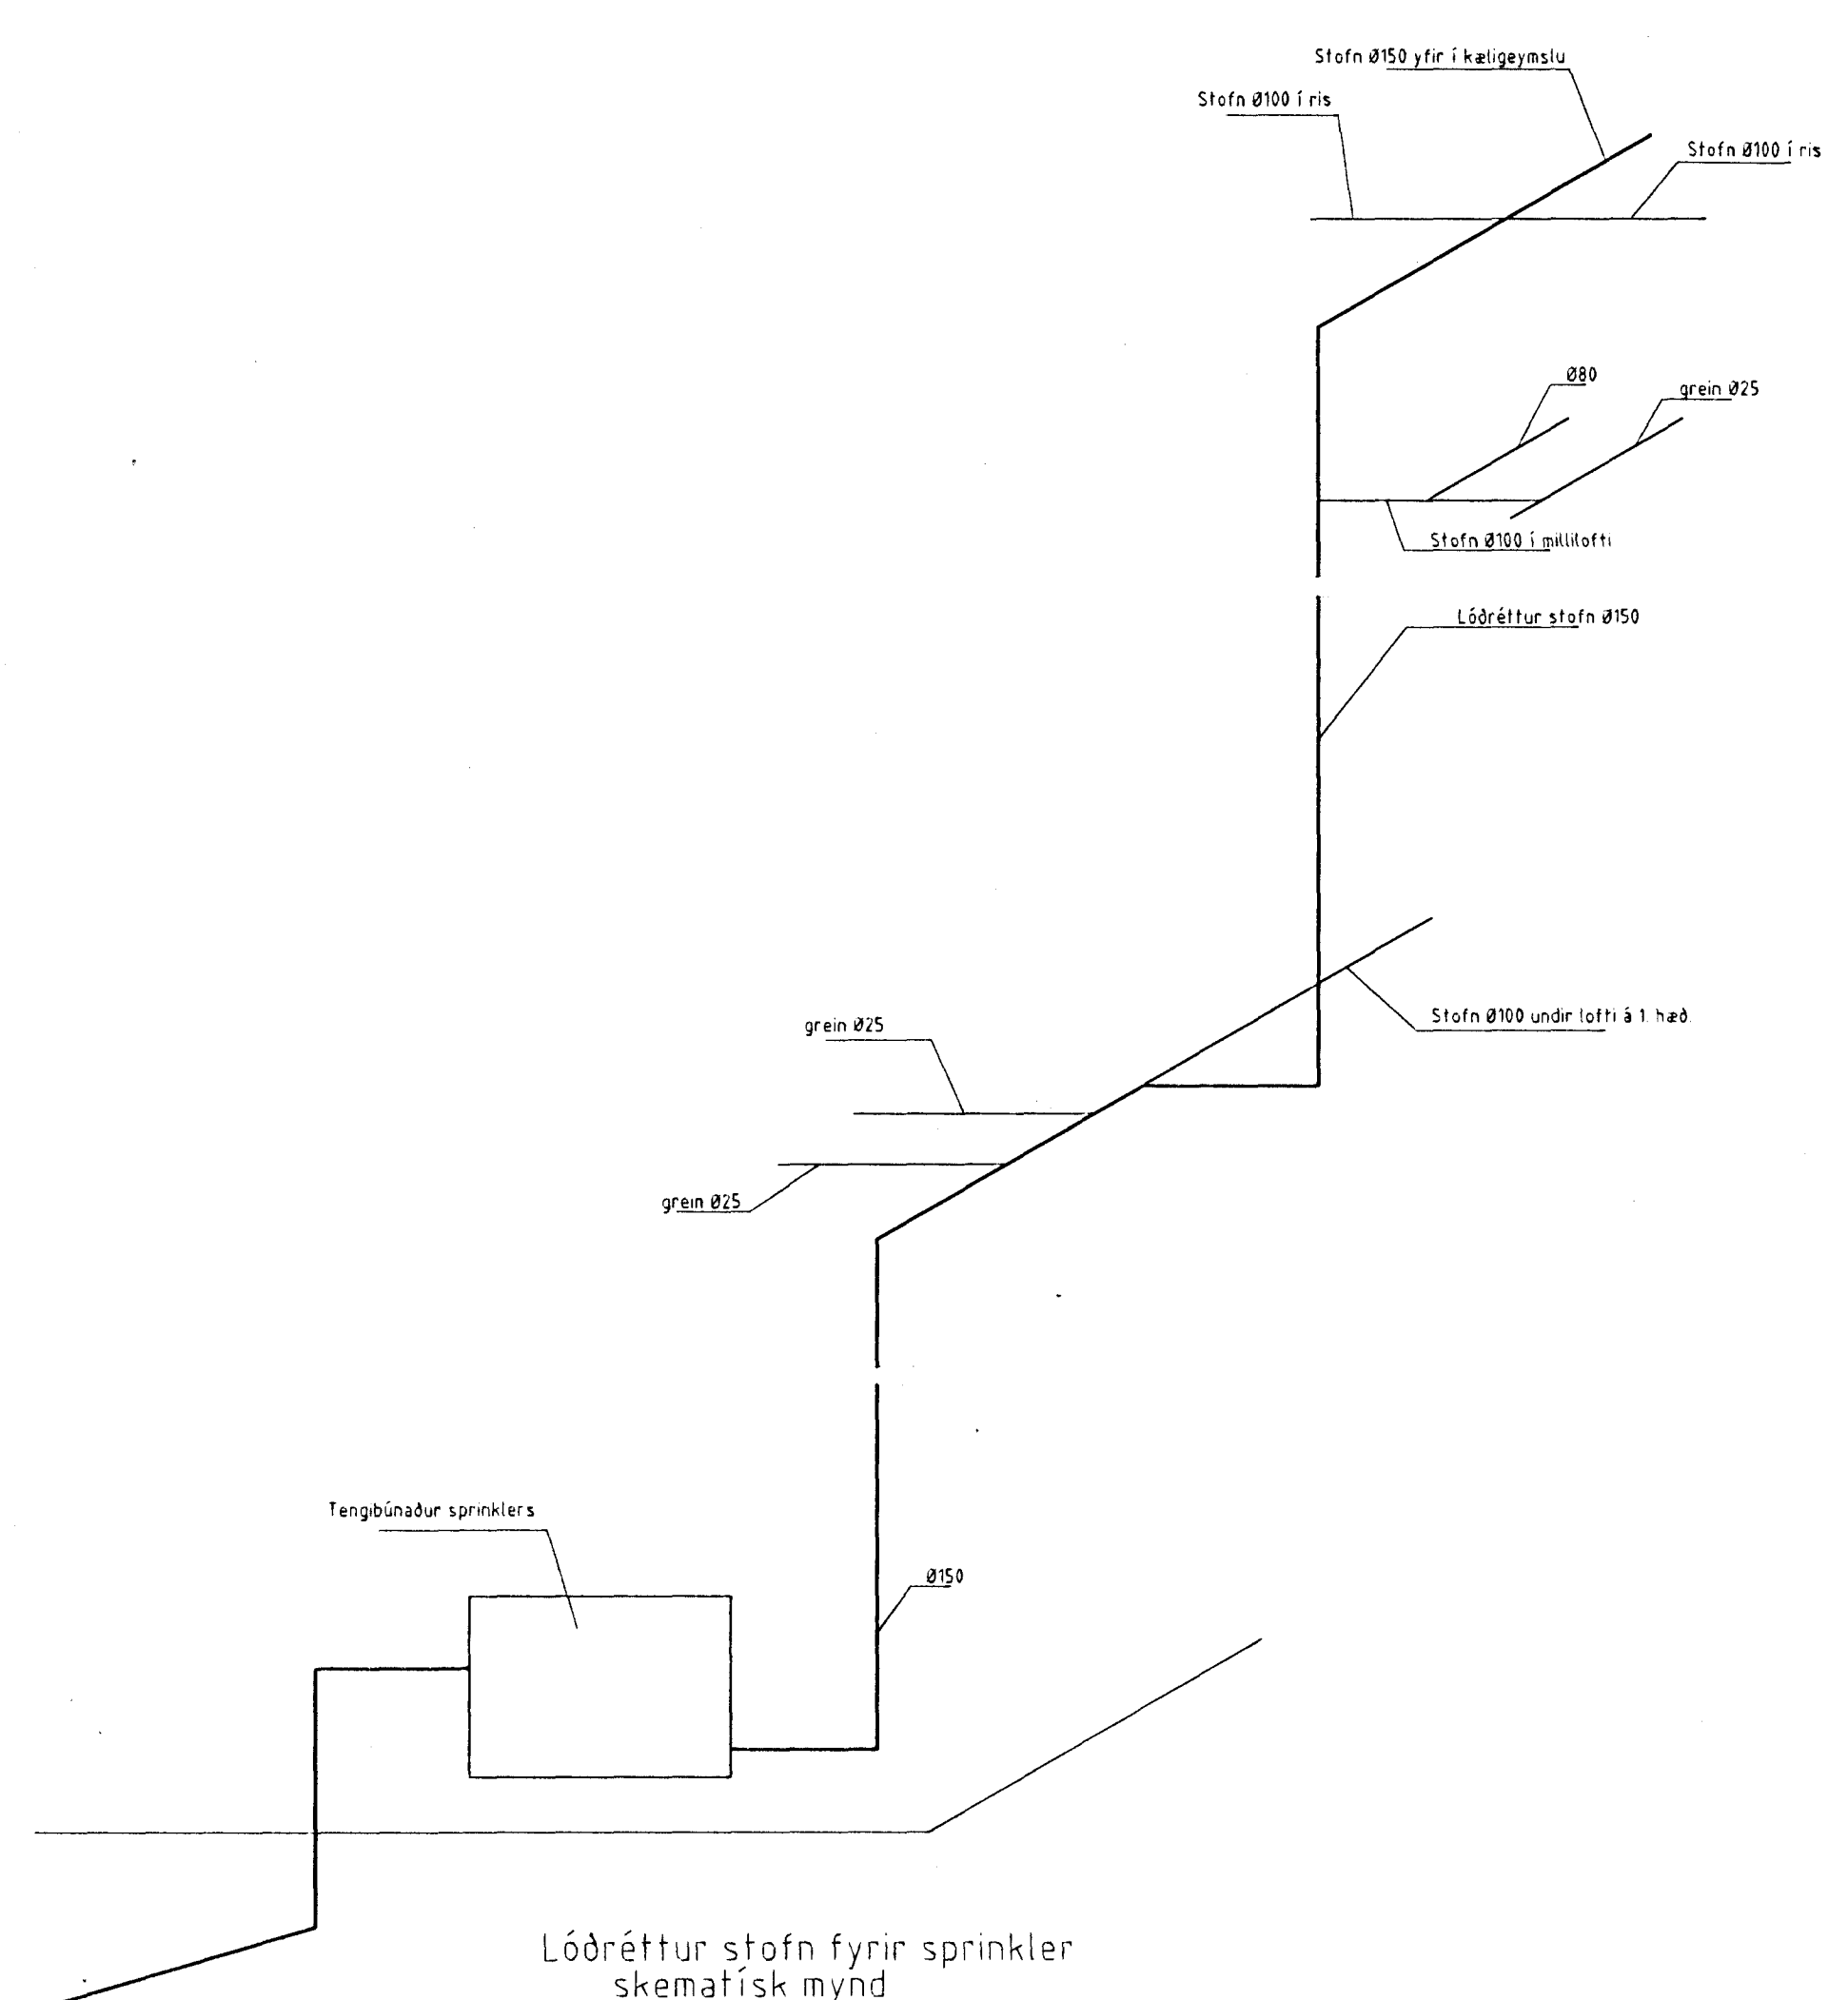 Stofn Ø150 yfir í kæligeymslu
Stofn Ø100 í ris
Stofn Ø100 í ris
Ø80
grein Ø25
Stofn Ø100 í millilofti
Lóðréttur stofn Ø150
Stofn Ø100 undir lofti á 1. hæð.
grein Ø25
grein Ø25
Tengibúnaður sprinklers
Ø150
Lóðréttur stofn fyrir sprinkler
skematísk mynd